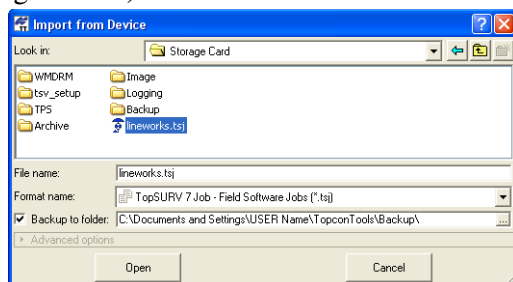 Import from Device
Look in:
Storage Card
WMDRM
Image
tsv_setup
Logging
TPS
Backup
Archive
lineworks.tsj
File name:
lineworks.tsj
Format name:
TopSURV 7 Job - Field Software Jobs (*.tsj)
Backup to folder:
C:\Documents and Settings\USER Name\TopconTools\Backup\
...
Advanced options
Open
Cancel